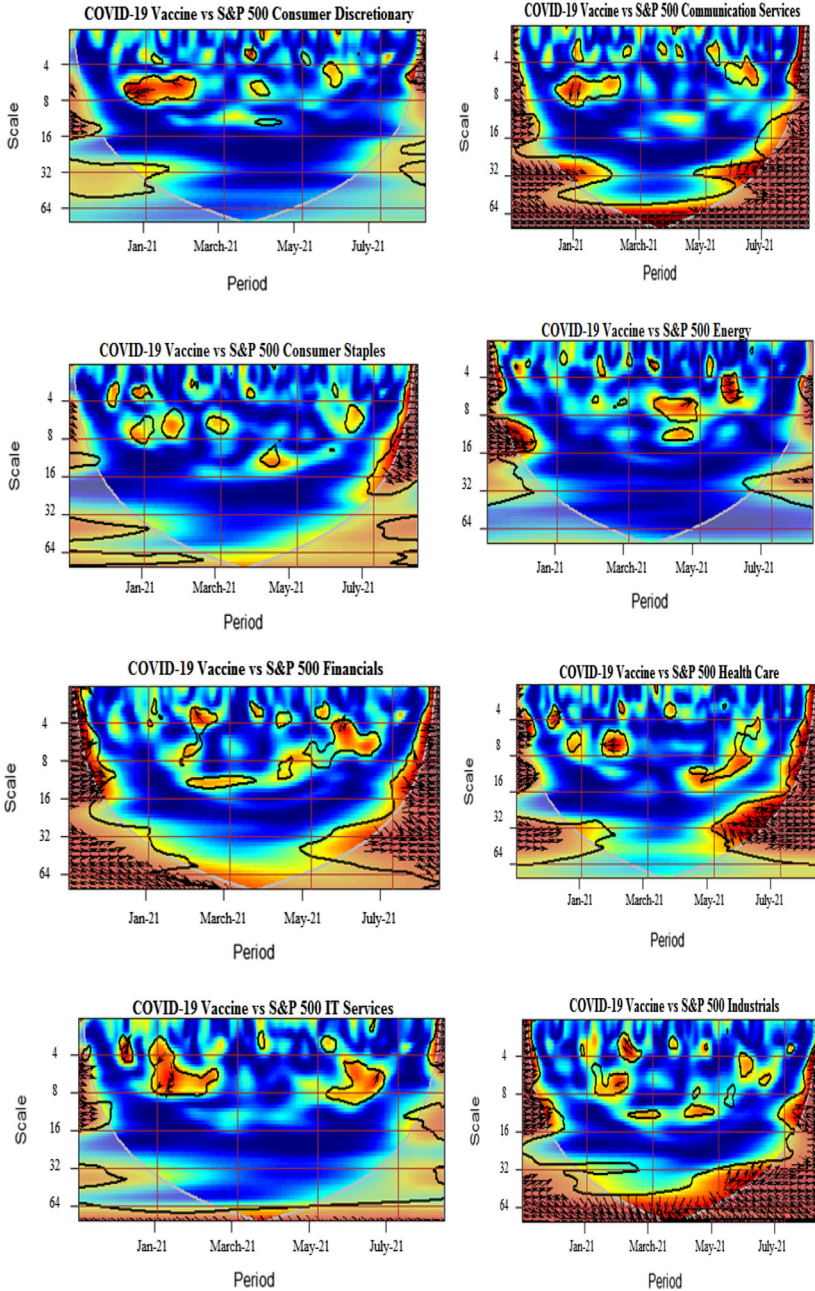 COVID-19 Vaccine vs S&P 500 Consumer Discretionary
Scale
4
8
16
32
64
Jan-21 March-21 May-21 July-21
Period
COVID-19 Vaccine vs S&P 500 Communication Services
Scale
4
8
16
32
64
Jan-21 March-21 May-21 July-21
Period
COVID-19 Vaccine vs S&P 500 Consumer Staples
Scale
4
8
16
32
64
Jan-21 March-21 May-21 July-21
Period
COVID-19 Vaccine vs S&P 500 Energy
Scale
4
8
16
32
64
Jan-21 March-21 May-21 July-21
Period
COVID-19 Vaccine vs S&P 500 Financials
Scale
4
8
16
32
64
Jan-21 March-21 May-21 July-21
Period
COVID-19 Vaccine vs S&P 500 Health Care
Scale
4
8
16
32
64
Jan-21 March-21 May-21 July-21
Period
COVID-19 Vaccine vs S&P 500 IT Services
Scale
4
8
16
32
64
Jan-21 March-21 May-21 July-21
Period
COVID-19 Vaccine vs S&P 500 Industrials
Scale
4
8
16
32
64
Jan-21 March-21 May-21 July-21
Period